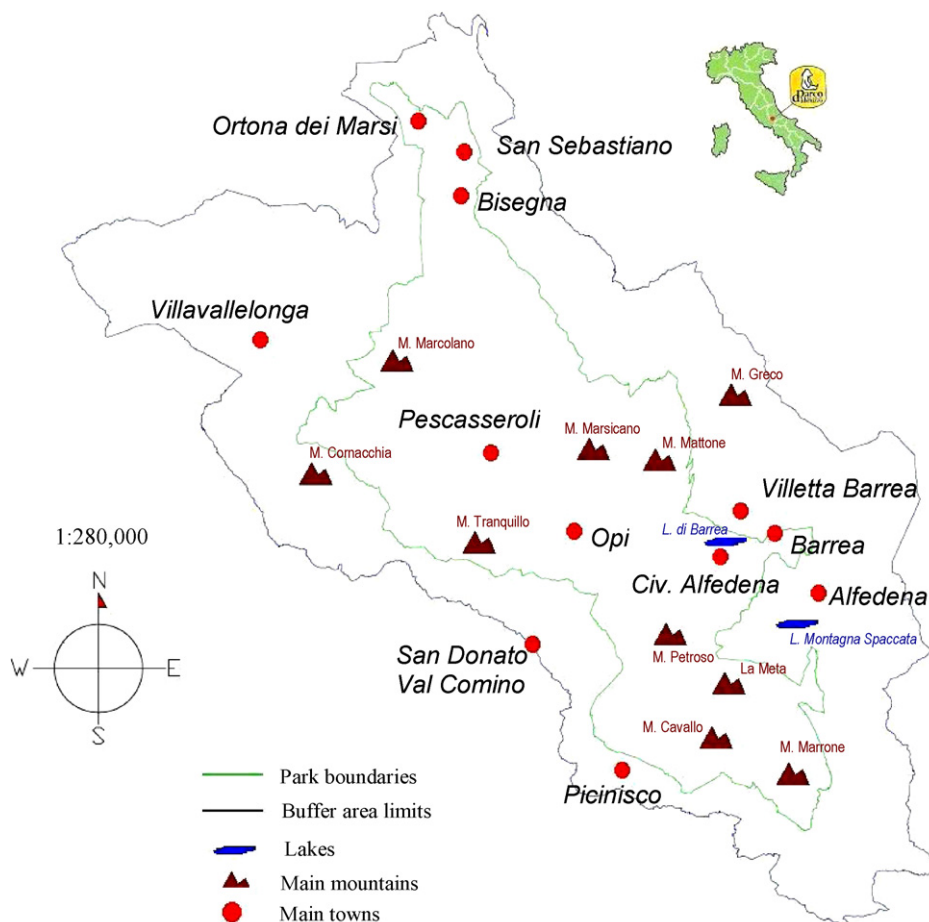 Parco
Ortona dei Marsi
San Sebastiano
Bisegna
Villavallelonga
M. Marcolano
M. Greco
Pescasseroli
M. Marsicano
M. Mattone
M. Cornacchia
Villetta Barrea
M. Tranquillo
L. di Barrea
1:280,000
Opi
Barrea
N
Civ. Alfedena
Alfedena
L. Montagna Spaccata
W
E
San Donato
Val Comino
M. Petroso
La Meta
S
M. Cavallo
M. Marrone
Park boundaries
Picinisco
Buffer area limits
Lakes
Main mountains
Main towns